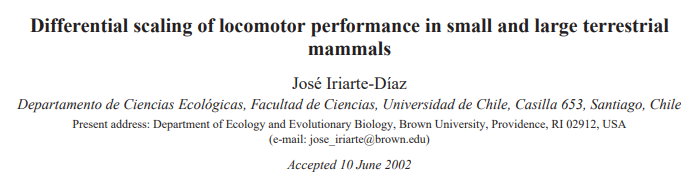 Differential scaling of locomotor performance in small and large terrestrial
mammals
José Iriarte-Díaz
Departamento de Ciencias Ecológicas, Facultad de Ciencias, Universidad de Chile, Casilla 653, Santiago, Chile
Present address: Department of Ecology and Evolutionary Biology, Brown University, Providence, RI 02912, USA
(e-mail: jose_iriarte@brown.edu)
Accepted 10 June 2002